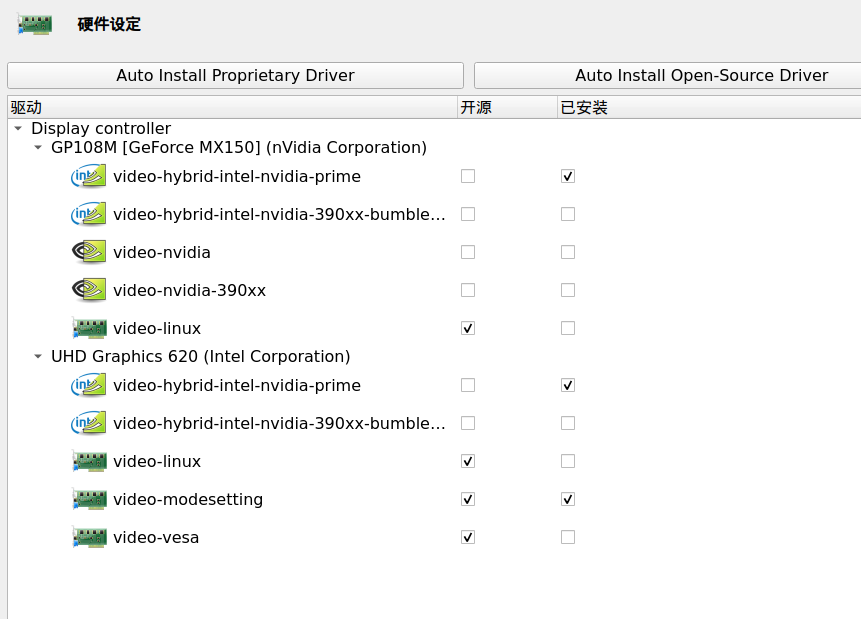 硬件设定
Auto Install Proprietary Driver Auto Install Open-Source Driver
驱动 开源 已安装
Display controller
GP108M [GeForce MX150] (nVidia Corporation)
video-hybrid-intel-nvidia-prime
video-hybrid-intel-nvidia-390xx-bumble...
video-nvidia
video-nvidia-390xx
video-linux
UHD Graphics 620 (Intel Corporation)
video-hybrid-intel-nvidia-prime
video-hybrid-intel-nvidia-390xx-bumble...
video-linux
video-modesetting
video-vesa